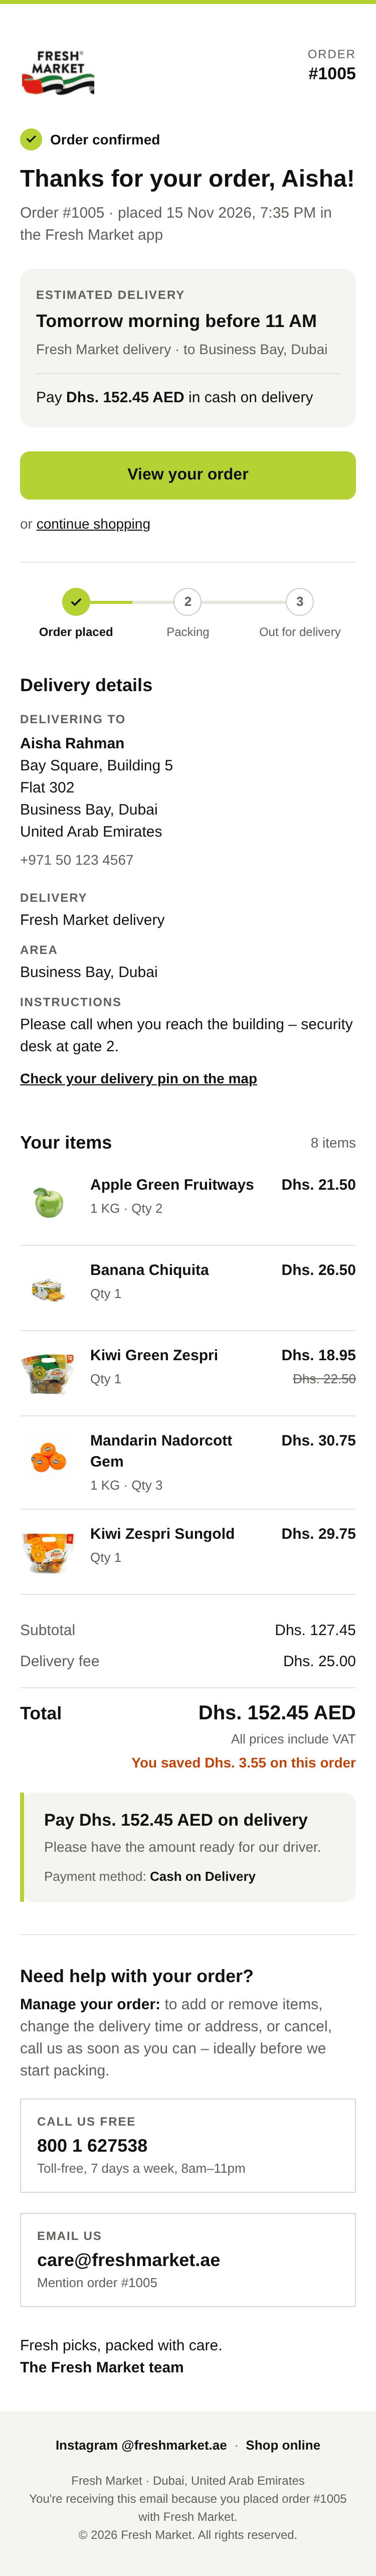 FRESH
MARKET
ORDER
#1005
Order confirmed
Thanks for your order, Aisha!
Order #1005 · placed 15 Nov 2026, 7:35 PM in
the Fresh Market app
ESTIMATED DELIVERY
Tomorrow morning before 11 AM
Fresh Market delivery · to Business Bay, Dubai
Pay Dhs. 152.45 AED in cash on delivery
View your order
or continue shopping
2
3
Order placed
Packing
Out for delivery
Delivery details
DELIVERING TO
Aisha Rahman
Bay Square, Building 5
Flat 302
Business Bay, Dubai
United Arab Emirates
+971 50 123 4567
DELIVERY
Fresh Market delivery
AREA
Business Bay, Dubai
INSTRUCTIONS
Please call when you reach the building – security
desk at gate 2.
Check your delivery pin on the map
Your items
8 items
Apple Green Fruitways
Dhs. 21.50
1 KG · Qty 2
Banana Chiquita
Dhs. 26.50
Qty 1
Kiwi Green Zespri
Dhs. 18.95
Qty 1
Dhs. 22.50
Mandarin Nadorcott
Gem
Dhs. 30.75
1 KG · Qty 3
Kiwi Zespri Sungold
Dhs. 29.75
Qty 1
Subtotal
Dhs. 127.45
Delivery fee
Dhs. 25.00
Total
Dhs. 152.45 AED
All prices include VAT
You saved Dhs. 3.55 on this order
Pay Dhs. 152.45 AED on delivery
Please have the amount ready for our driver.
Payment method: Cash on Delivery
Need help with your order?
Manage your order: to add or remove items,
change the delivery time or address, or cancel,
call us as soon as you can – ideally before we
start packing.
CALL US FREE
800 1 627538
Toll-free, 7 days a week, 8am–11pm
EMAIL US
care@freshmarket.ae
Mention order #1005
Fresh picks, packed with care.
The Fresh Market team
Instagram @freshmarket.ae · Shop online
Fresh Market · Dubai, United Arab Emirates
You're receiving this email because you placed order #1005
with Fresh Market.
© 2026 Fresh Market. All rights reserved.